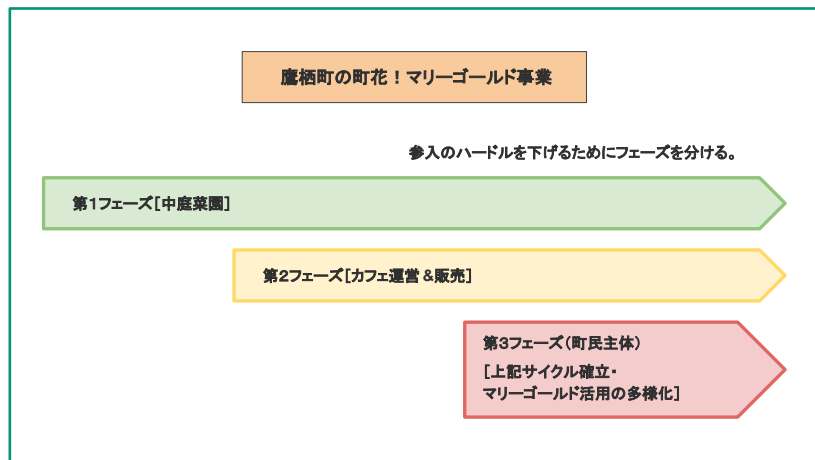 鷹栖町の町花！マリーゴールド事業
参入のハードルを下げるためにフェーズを分ける。
第1フェーズ［中庭菜園］
第2フェーズ［カフェ運営＆販売］
第3フェーズ（町民主体）
［上記サイクル確立・
マリーゴールド活用の多様化］